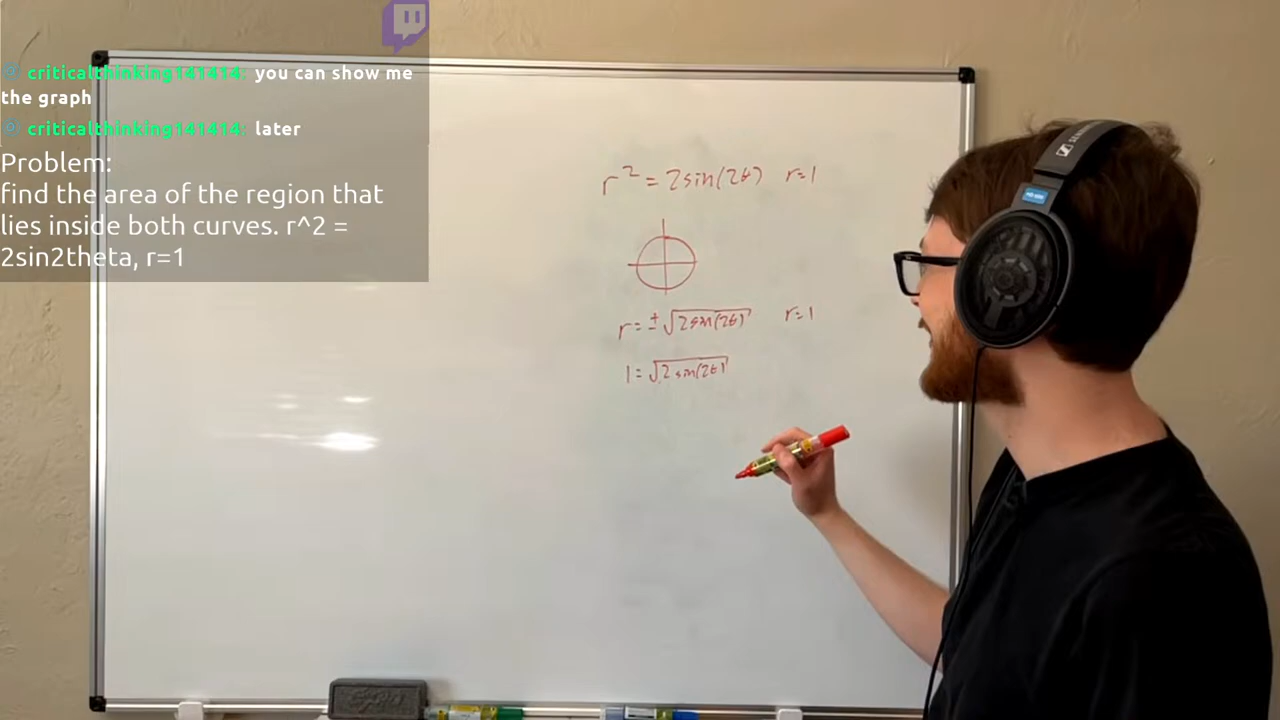 criticalthinking141414: you can show me
the graph
criticalthinking141414: later
Problem:
find the area of the region that
lies inside both curves. r^2 =
2sin2theta, r=1
r² = 2sin(2θ) r=1
r = ±√2sin(2θ) r=1
1 = √2sin(2θ)